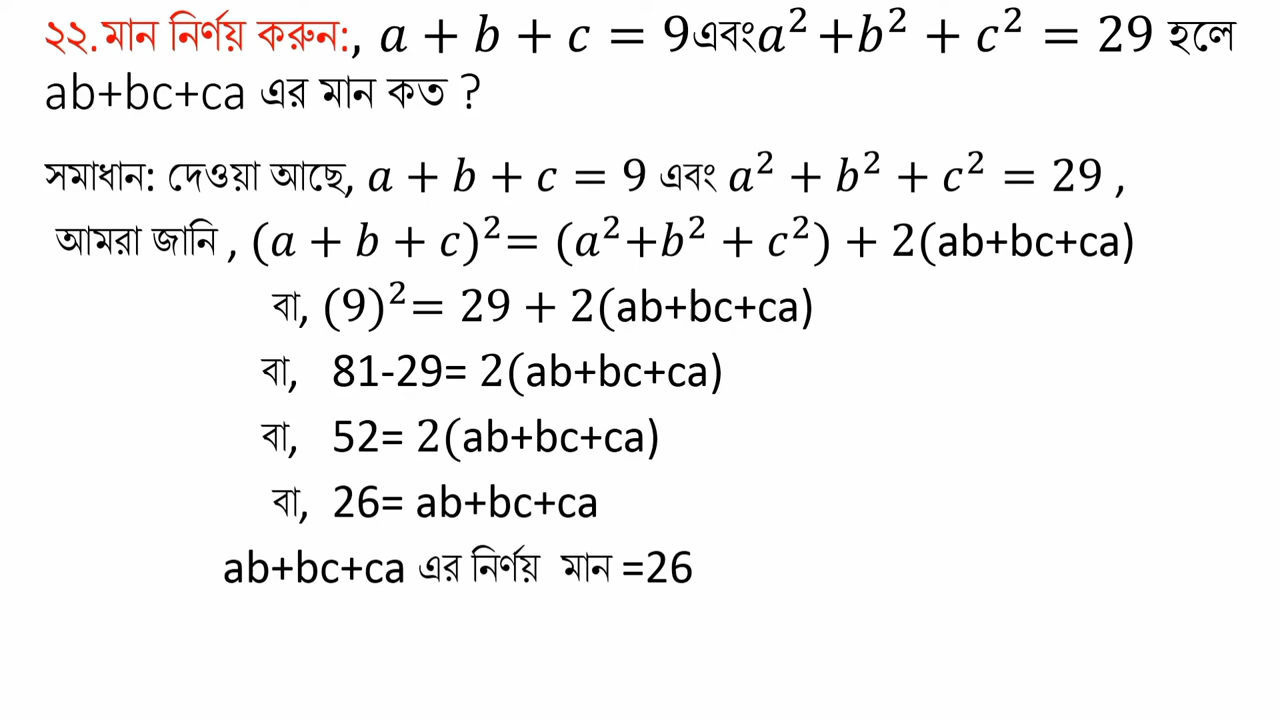 ২২. মান নির্ণয় করুন:, a + b + c = 9এবংa² +b² + c² = 29 হলে
ab+bc+ca এর মান কত ?
সমাধান: দেওয়া আছে, a + b + c = 9 এবং a² + b² + c² = 29 ,
আমরা জানি , (a + b + c)²= (a²+b² + c²) + 2(ab+bc+ca)
বা, (9)²= 29 + 2(ab+bc+ca)
বা, 81-29= 2(ab+bc+ca)
বা, 52= 2(ab+bc+ca)
বা, 26= ab+bc+ca
ab+bc+ca এর নির্ণয় মান =26